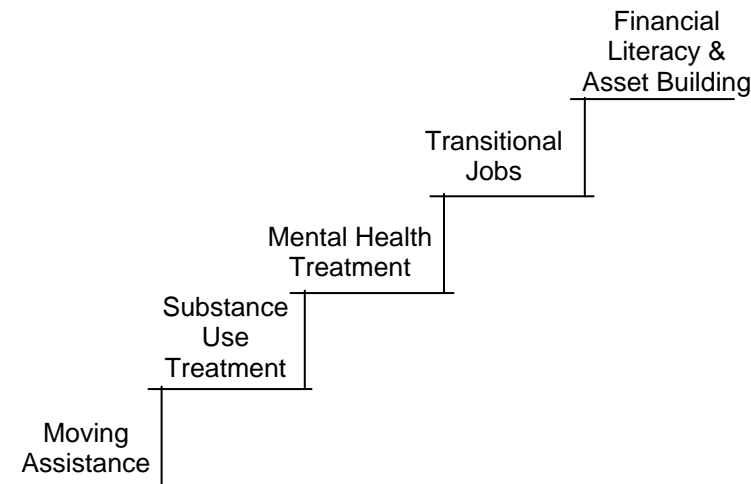 Financial
Literacy &
Asset Building
Transitional
Jobs
Mental Health
Treatment
Substance
Use
Treatment
Moving
Assistance